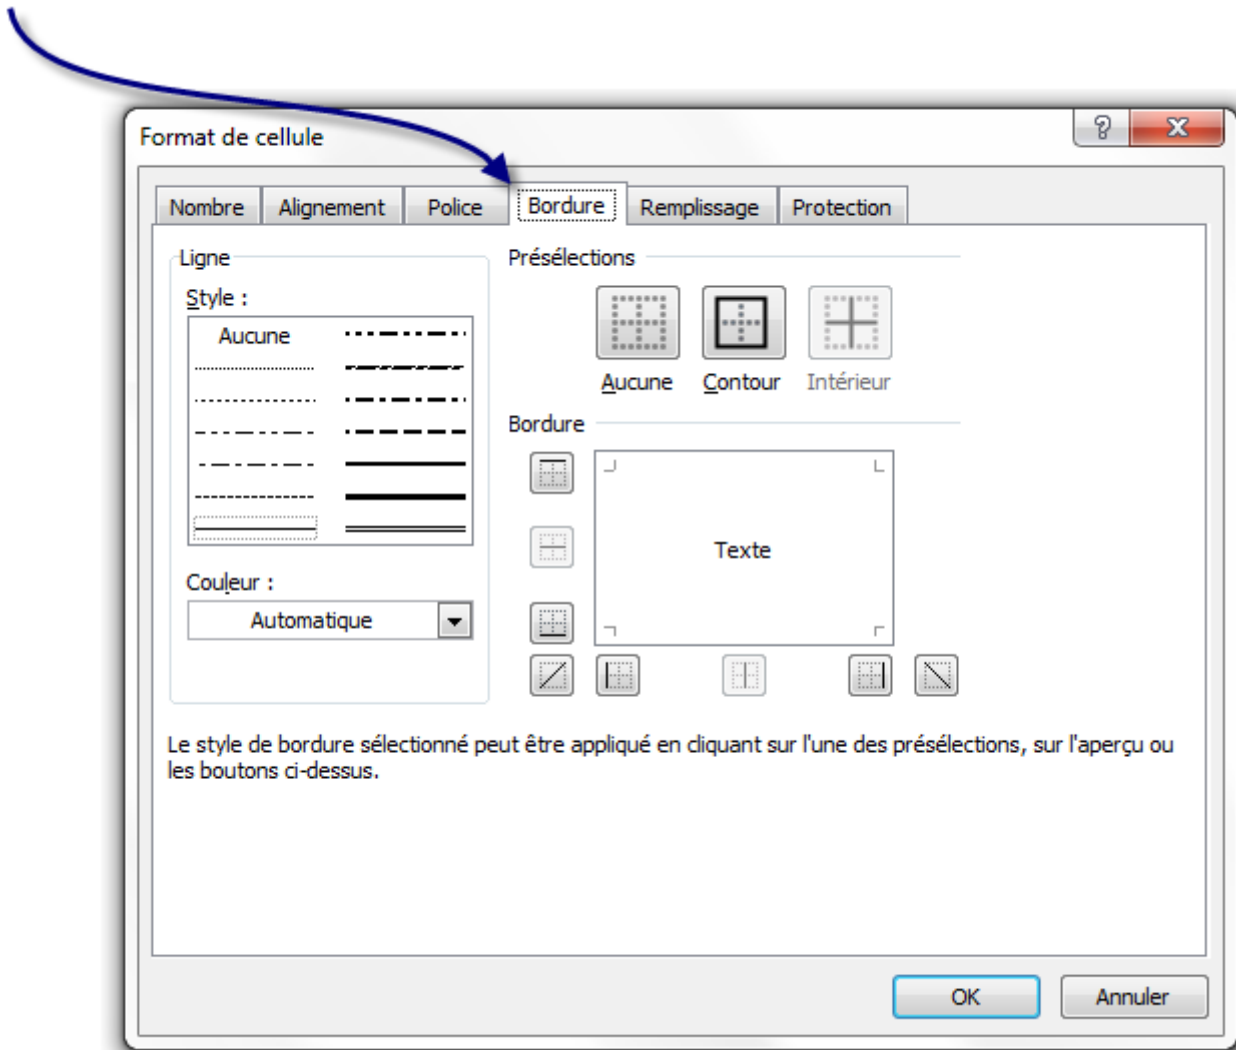 Format de cellule
?
Nombre Alignement Police Bordure Remplissage Protection
Ligne
Style :
Aucune
Couleur :
Automatique
Présélections
Aucune Contour Intérieur
Bordure
Texte
Le style de bordure sélectionné peut être appliqué en cliquant sur l'une des présélections, sur l'aperçu ou
les boutons ci-dessus.
OK Annuler